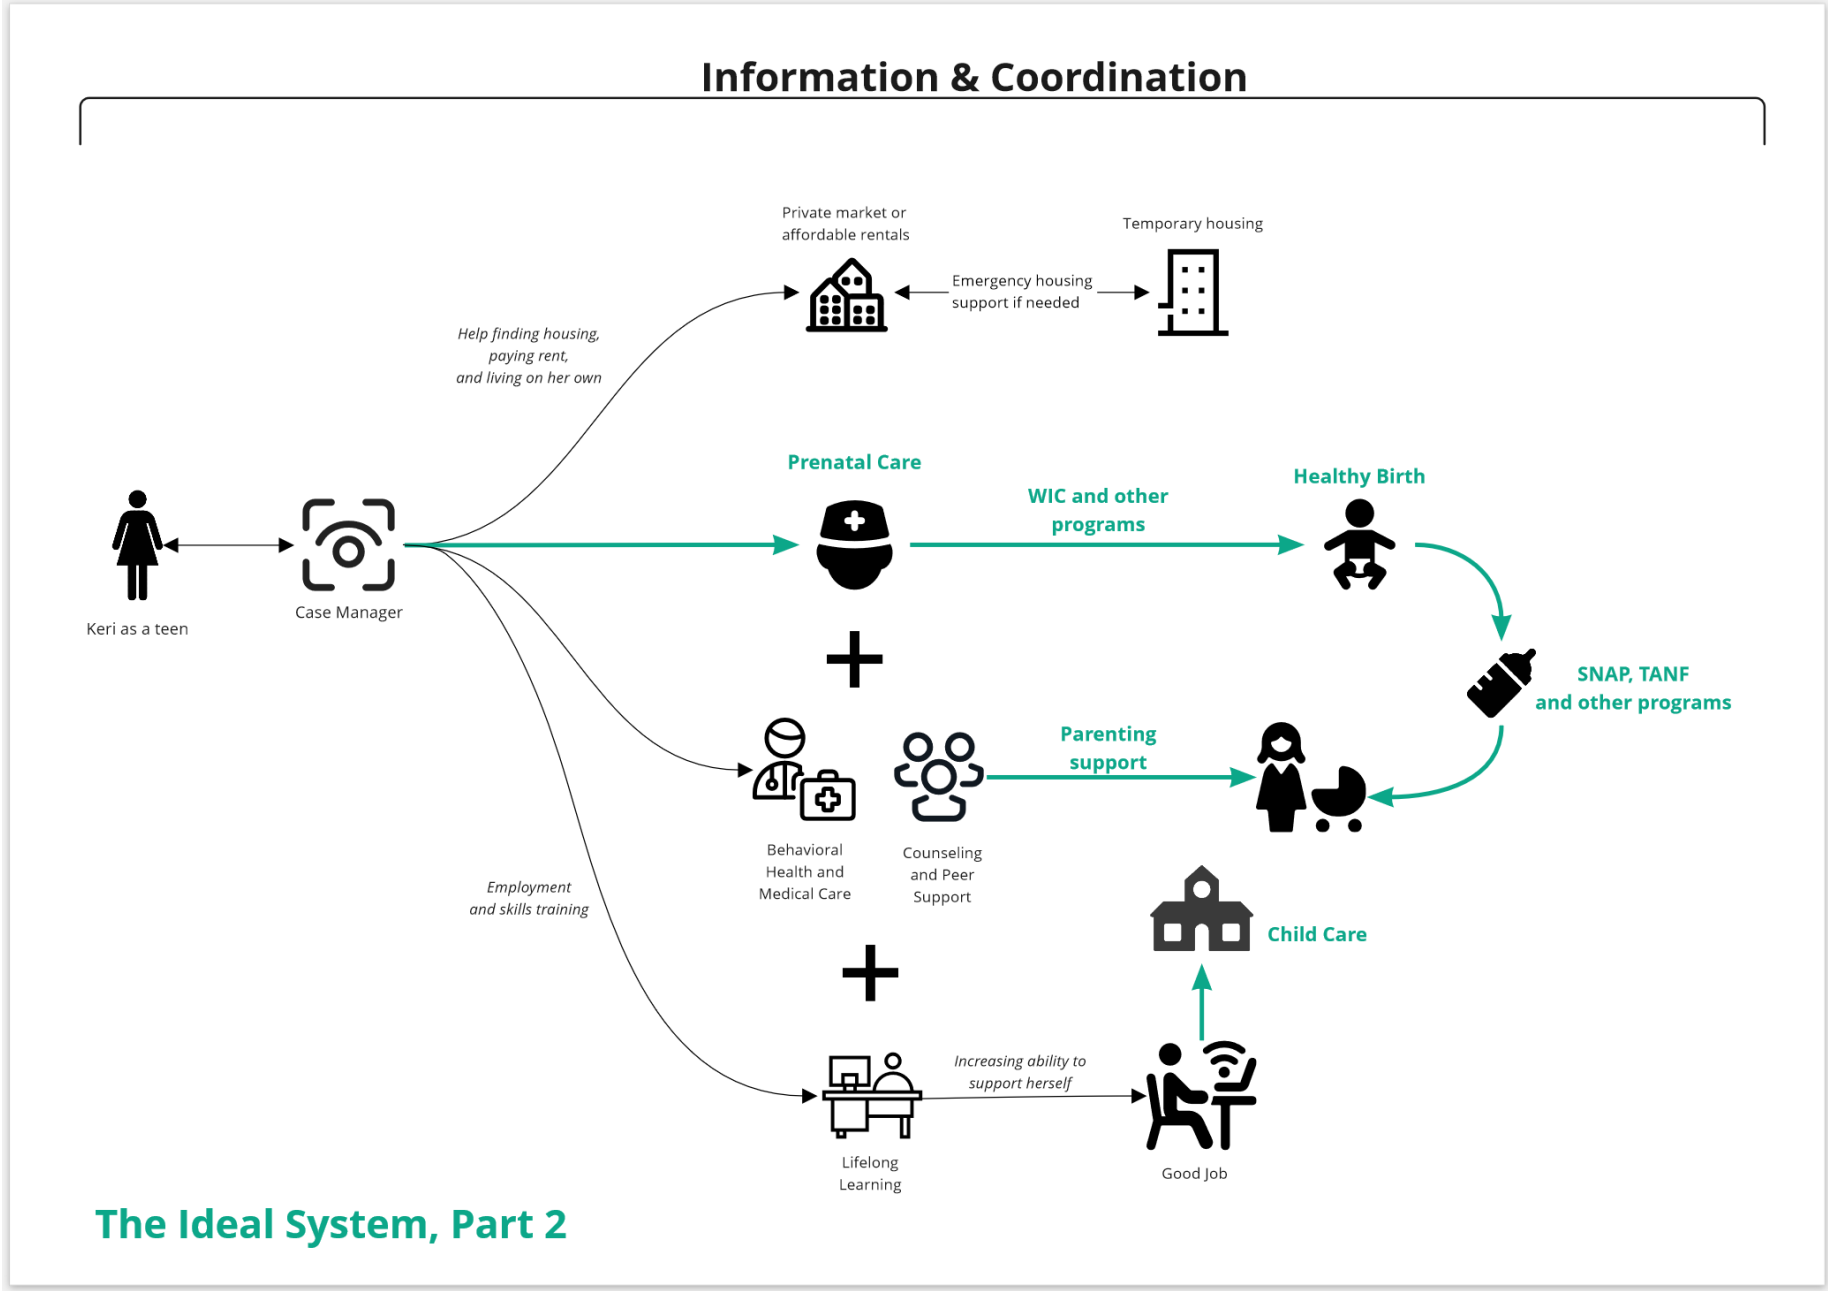 Information & Coordination
Private market or
affordable rentals
Temporary housing
Emergency housing
support if needed
Help finding housing,
paying rent,
and living on her own
Prenatal Care
WIC and other
programs
Healthy Birth
Keri as a teen
Case Manager
SNAP, TANF
and other programs
Parenting
support
Behavioral
Health and
Medical Care
Counseling
and Peer
Support
Employment
and skills training
Child Care
Increasing ability to
support herself
Lifelong
Learning
Good Job
The Ideal System, Part 2